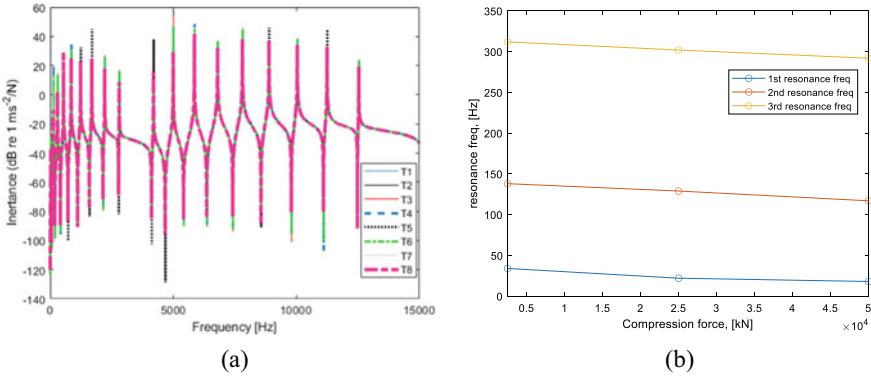 60
40
20
0
-20
-40
-60
-80
-100
-120
-140
0
5000
10000
15000
Inertance (dB re 1 ms⁻²/N)
Frequency [Hz]
T1
T2
T3
T4
T5
T6
T7
T8
(a)
350
300
250
200
150
100
50
0
0.5
1
1.5
2
2.5
3
3.5
4
4.5
5
×10⁴
resonance freq, [Hz]
Compression force, [kN]
1st resonance freq
2nd resonance freq
3rd resonance freq
(b)